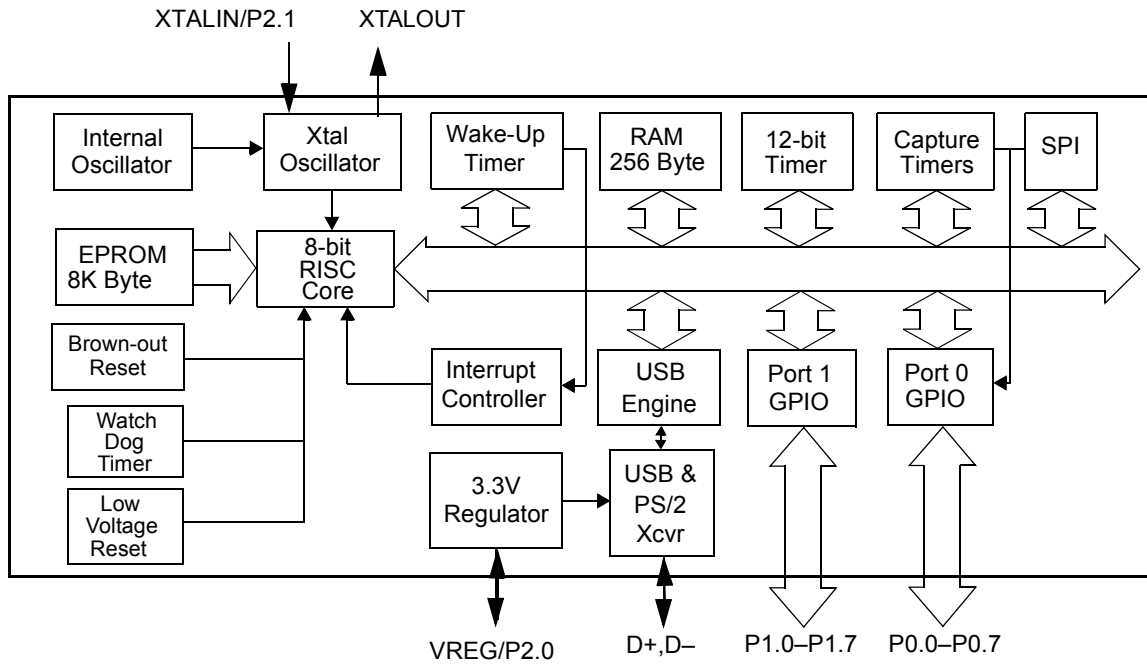 XTALIN/P2.1
XTALOUT
Internal
Oscillator
Xtal
Oscillator
Wake-Up
Timer
RAM
256 Byte
12-bit
Timer
Capture
Timers
SPI
EPROM
8K Byte
8-bit
RISC
Core
Brown-out
Reset
Interrupt
Controller
USB
Engine
Port 1
GPIO
Port 0
GPIO
Watch
Dog
Timer
Low
Voltage
Reset
3.3V
Regulator
USB &
PS/2
Xcvr
VREG/P2.0
D+,D–
P1.0–P1.7
P0.0–P0.7